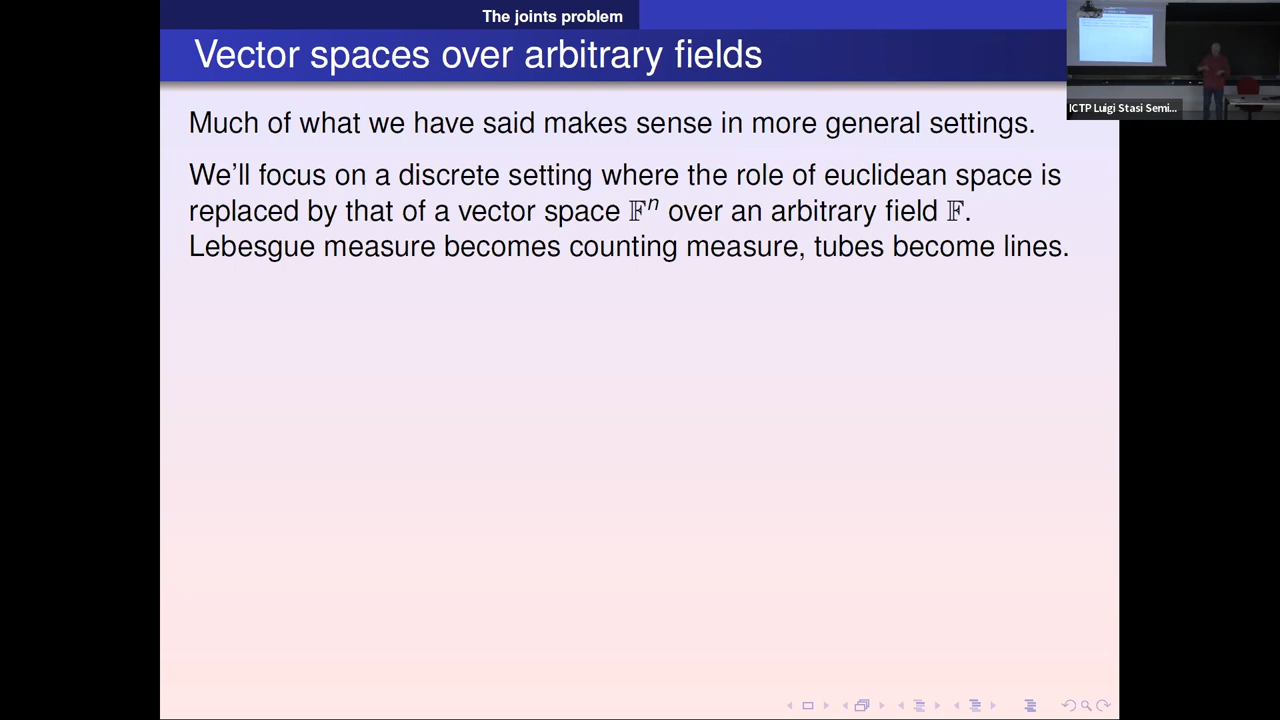 The joints problem
Vector spaces over arbitrary fields
ICTP Luigi Stasi Semi...
Much of what we have said makes sense in more general settings.
We'll focus on a discrete setting where the role of euclidean space is
replaced by that of a vector space 𝔽ⁿ over an arbitrary field 𝔽.
Lebesgue measure becomes counting measure, tubes become lines.